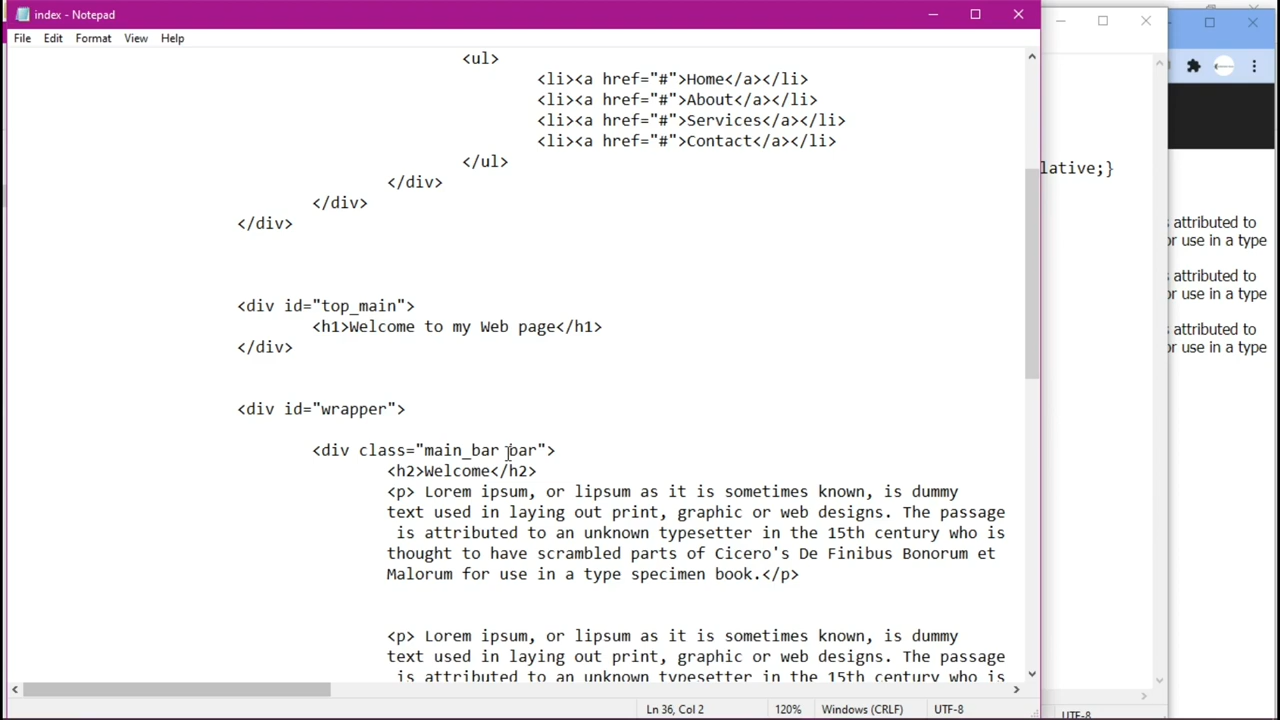 index - Notepad
File Edit Format View Help
<ul>
<li><a href="#">Home</a></li>
<li><a href="#">About</a></li>
<li><a href="#">Services</a></li>
<li><a href="#">Contact</a></li>
</ul>
</div>
</div>
</div>
<div id="top_main">
<h1>Welcome to my Web page</h1>
</div>
<div id="wrapper">
<div class="main_bar bar">
<h2>Welcome</h2>
<p> Lorem ipsum, or lipsum as it is sometimes known, is dummy
text used in laying out print, graphic or web designs. The passage
is attributed to an unknown typesetter in the 15th century who is
thought to have scrambled parts of Cicero's De Finibus Bonorum et
Malorum for use in a type specimen book.</p>
<p> Lorem ipsum, or lipsum as it is sometimes known, is dummy
text used in laying out print, graphic or web designs. The passage
is attributed to an unknown typesetter in the 15th century who is
Ln 36, Col 2 120% Windows (CRLF) UTF-8
lative;}
UTF-8
s attributed to
or use in a type
s attributed to
or use in a type
s attributed to
or use in a type